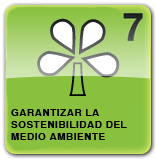 7
GARANTIZAR LA
SOSTENIBILIDAD DEL
MEDIO AMBIENTE